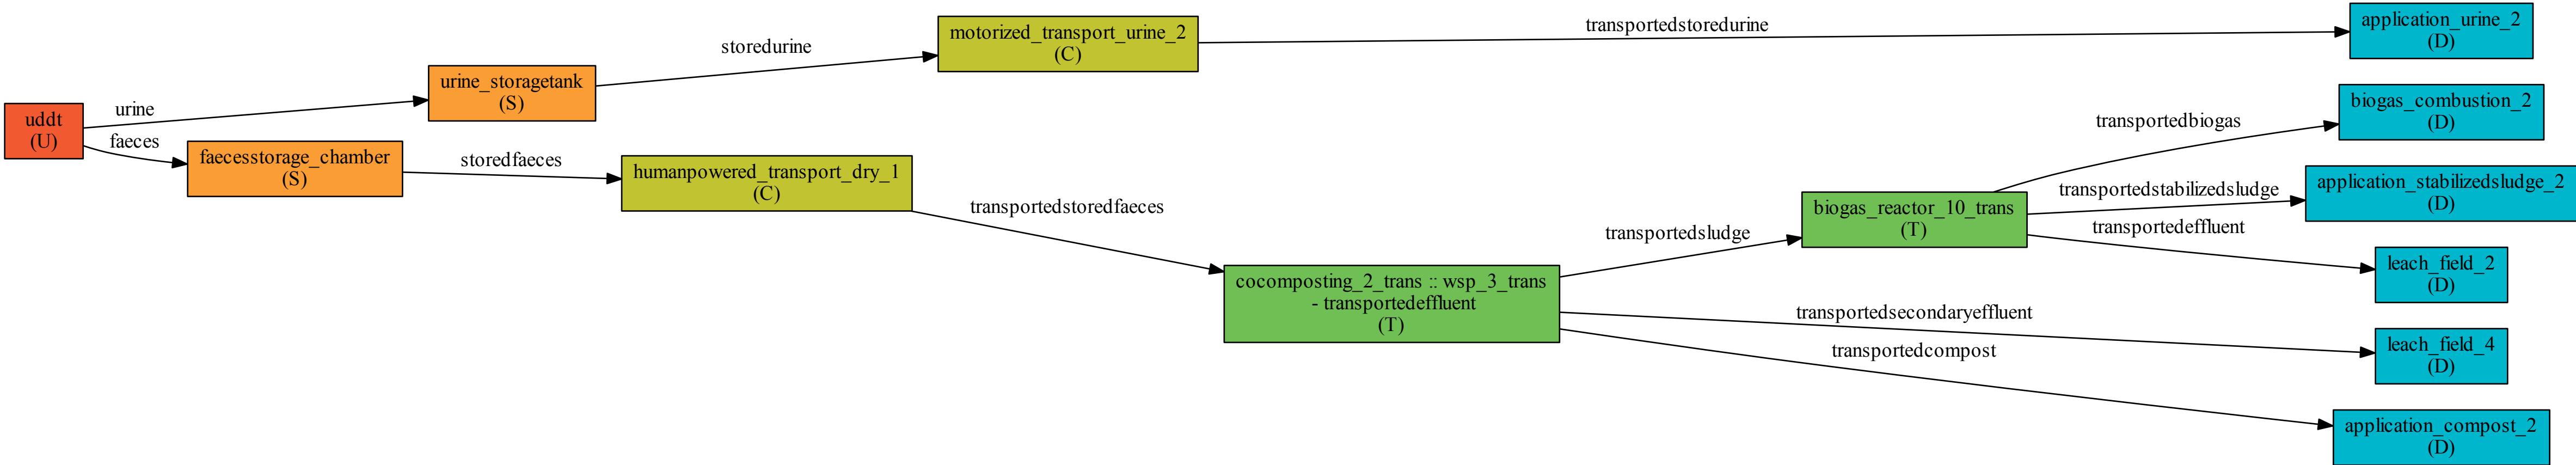 uddt
(U)
urine
faeces
urine_storagetank
(S)
faecesstorage_chamber
(S)
storedurine
storedfaeces
motorized_transport_urine_2
(C)
humanpowered_transport_dry_1
(C)
transportedstoredurine
transportedstoredfaeces
cocomposting_2_trans :: wsp_3_trans
- transportedeffluent
(T)
transportedsludge
transportedsecondaryeffluent
transportedcompost
biogas_reactor_10_trans
(T)
transportedbiogas
transportedstabilizedsludge
transportedeffluent
application_urine_2
(D)
biogas_combustion_2
(D)
application_stabilizedsludge_2
(D)
leach_field_2
(D)
leach_field_4
(D)
application_compost_2
(D)